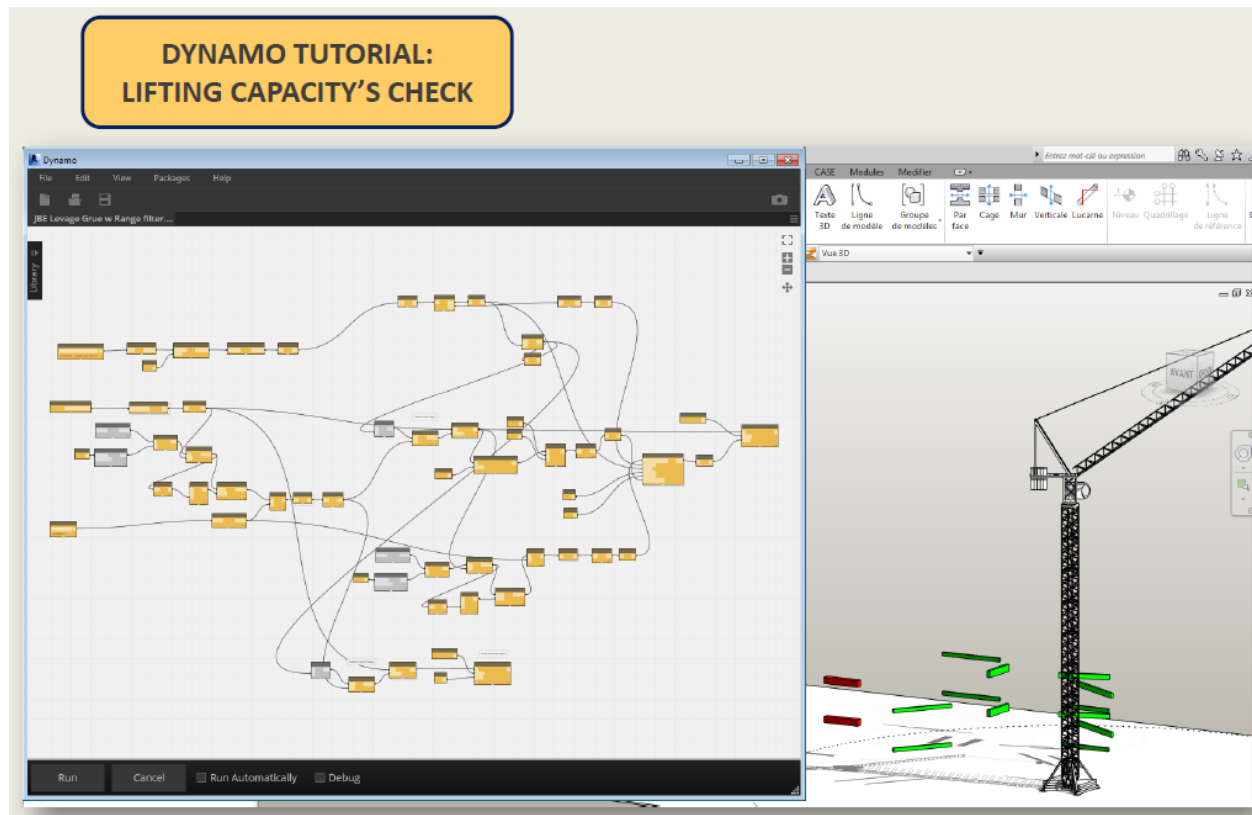 DYNAMO TUTORIAL:
LIFTING CAPACITY'S CHECK
Dynamo
File Edit View Packages Help
JBE Levage Grue w Range filter....
Library
Run Cancel Run Automatically Debug
Entrez mot-clé ou expression
CASE Modules Modifier
Texte 3D
Ligne de modèle
Groupe de modèles
Par face
Cage
Mur
Verticale
Lucarne
Niveau
Quadrillage
Ligne de référence
Vue 3D
AVANT